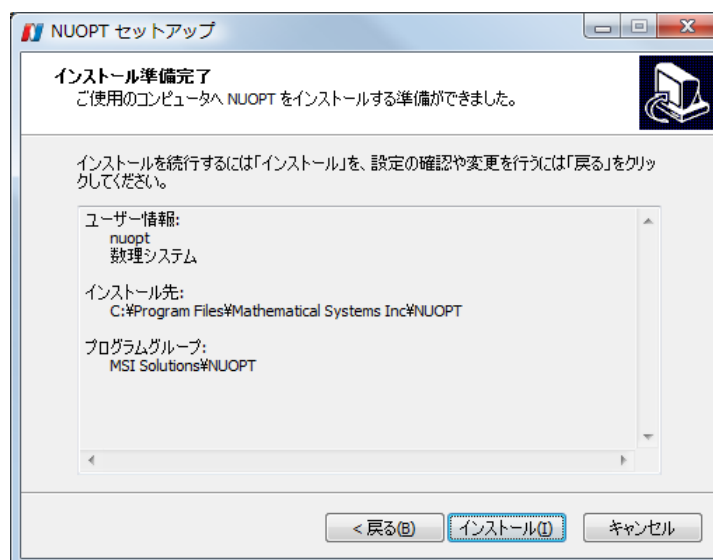 NUOPT セットアップ
インストール準備完了
ご使用のコンピュータへ NUOPT をインストールする準備ができました。
インストールを続行するには「インストール」を、設定の確認や変更を行うには「戻る」をクリッ
クしてください。
ユーザー情報:
nuopt
数理システム
インストール先:
C:¥Program Files¥Mathematical Systems Inc¥NUOPT
プログラムグループ:
MSI Solutions¥NUOPT
< 戻る(B) インストール(I) キャンセル